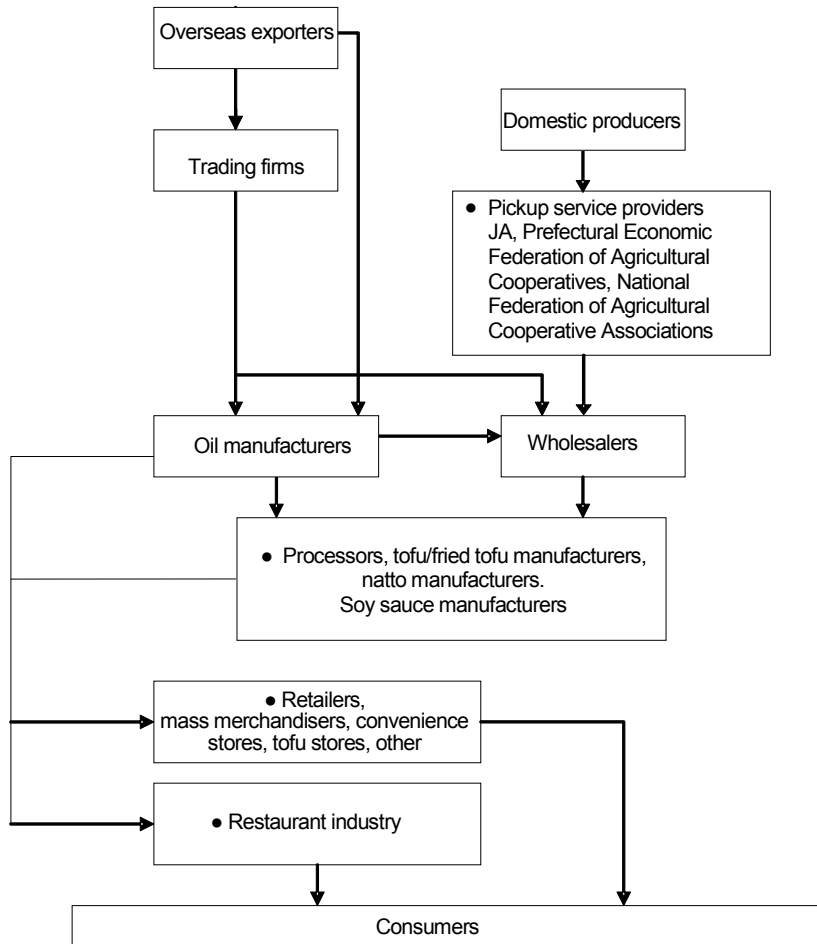 Overseas exporters
Domestic producers
Trading firms
● Pickup service providers
JA, Prefectural Economic
Federation of Agricultural
Cooperatives, National
Federation of Agricultural
Cooperative Associations
Oil manufacturers
Wholesalers
● Processors, tofu/fried tofu manufacturers,
natto manufacturers.
Soy sauce manufacturers
● Retailers,
mass merchandisers, convenience
stores, tofu stores, other
● Restaurant industry
Consumers